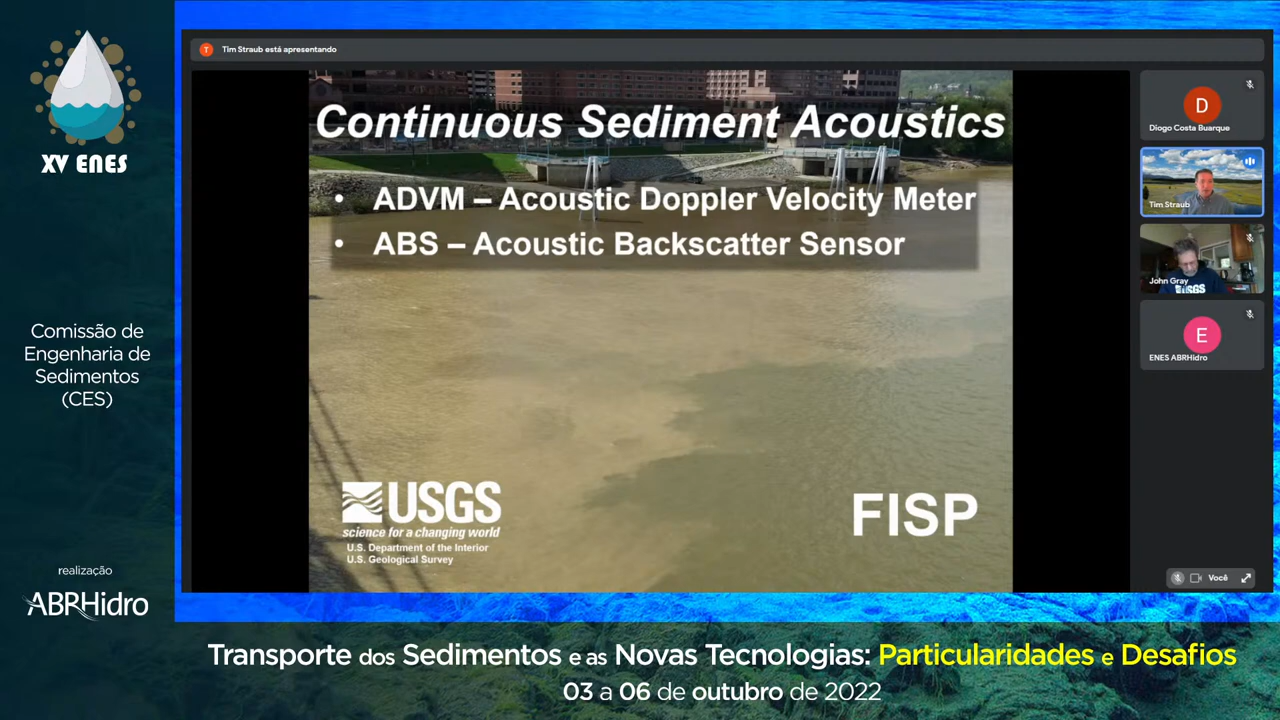 XV ENES
Comissão de
Engenharia de
Sedimentos
(CES)
realização
ABRHidro
T
Tim Straub está apresentando
Continuous Sediment Acoustics
• ADVM – Acoustic Doppler Velocity Meter
• ABS – Acoustic Backscatter Sensor
USGS
science for a changing world
U.S. Department of the Interior
U.S. Geological Survey
FISP
D
Diogo Costa Buarque
Tim Straub
John Gray
USGS
E
ENES ABRHidro
Você
Transporte dos Sedimentos e as Novas Tecnologias: Particularidades e Desafios
03 a 06 de outubro de 2022